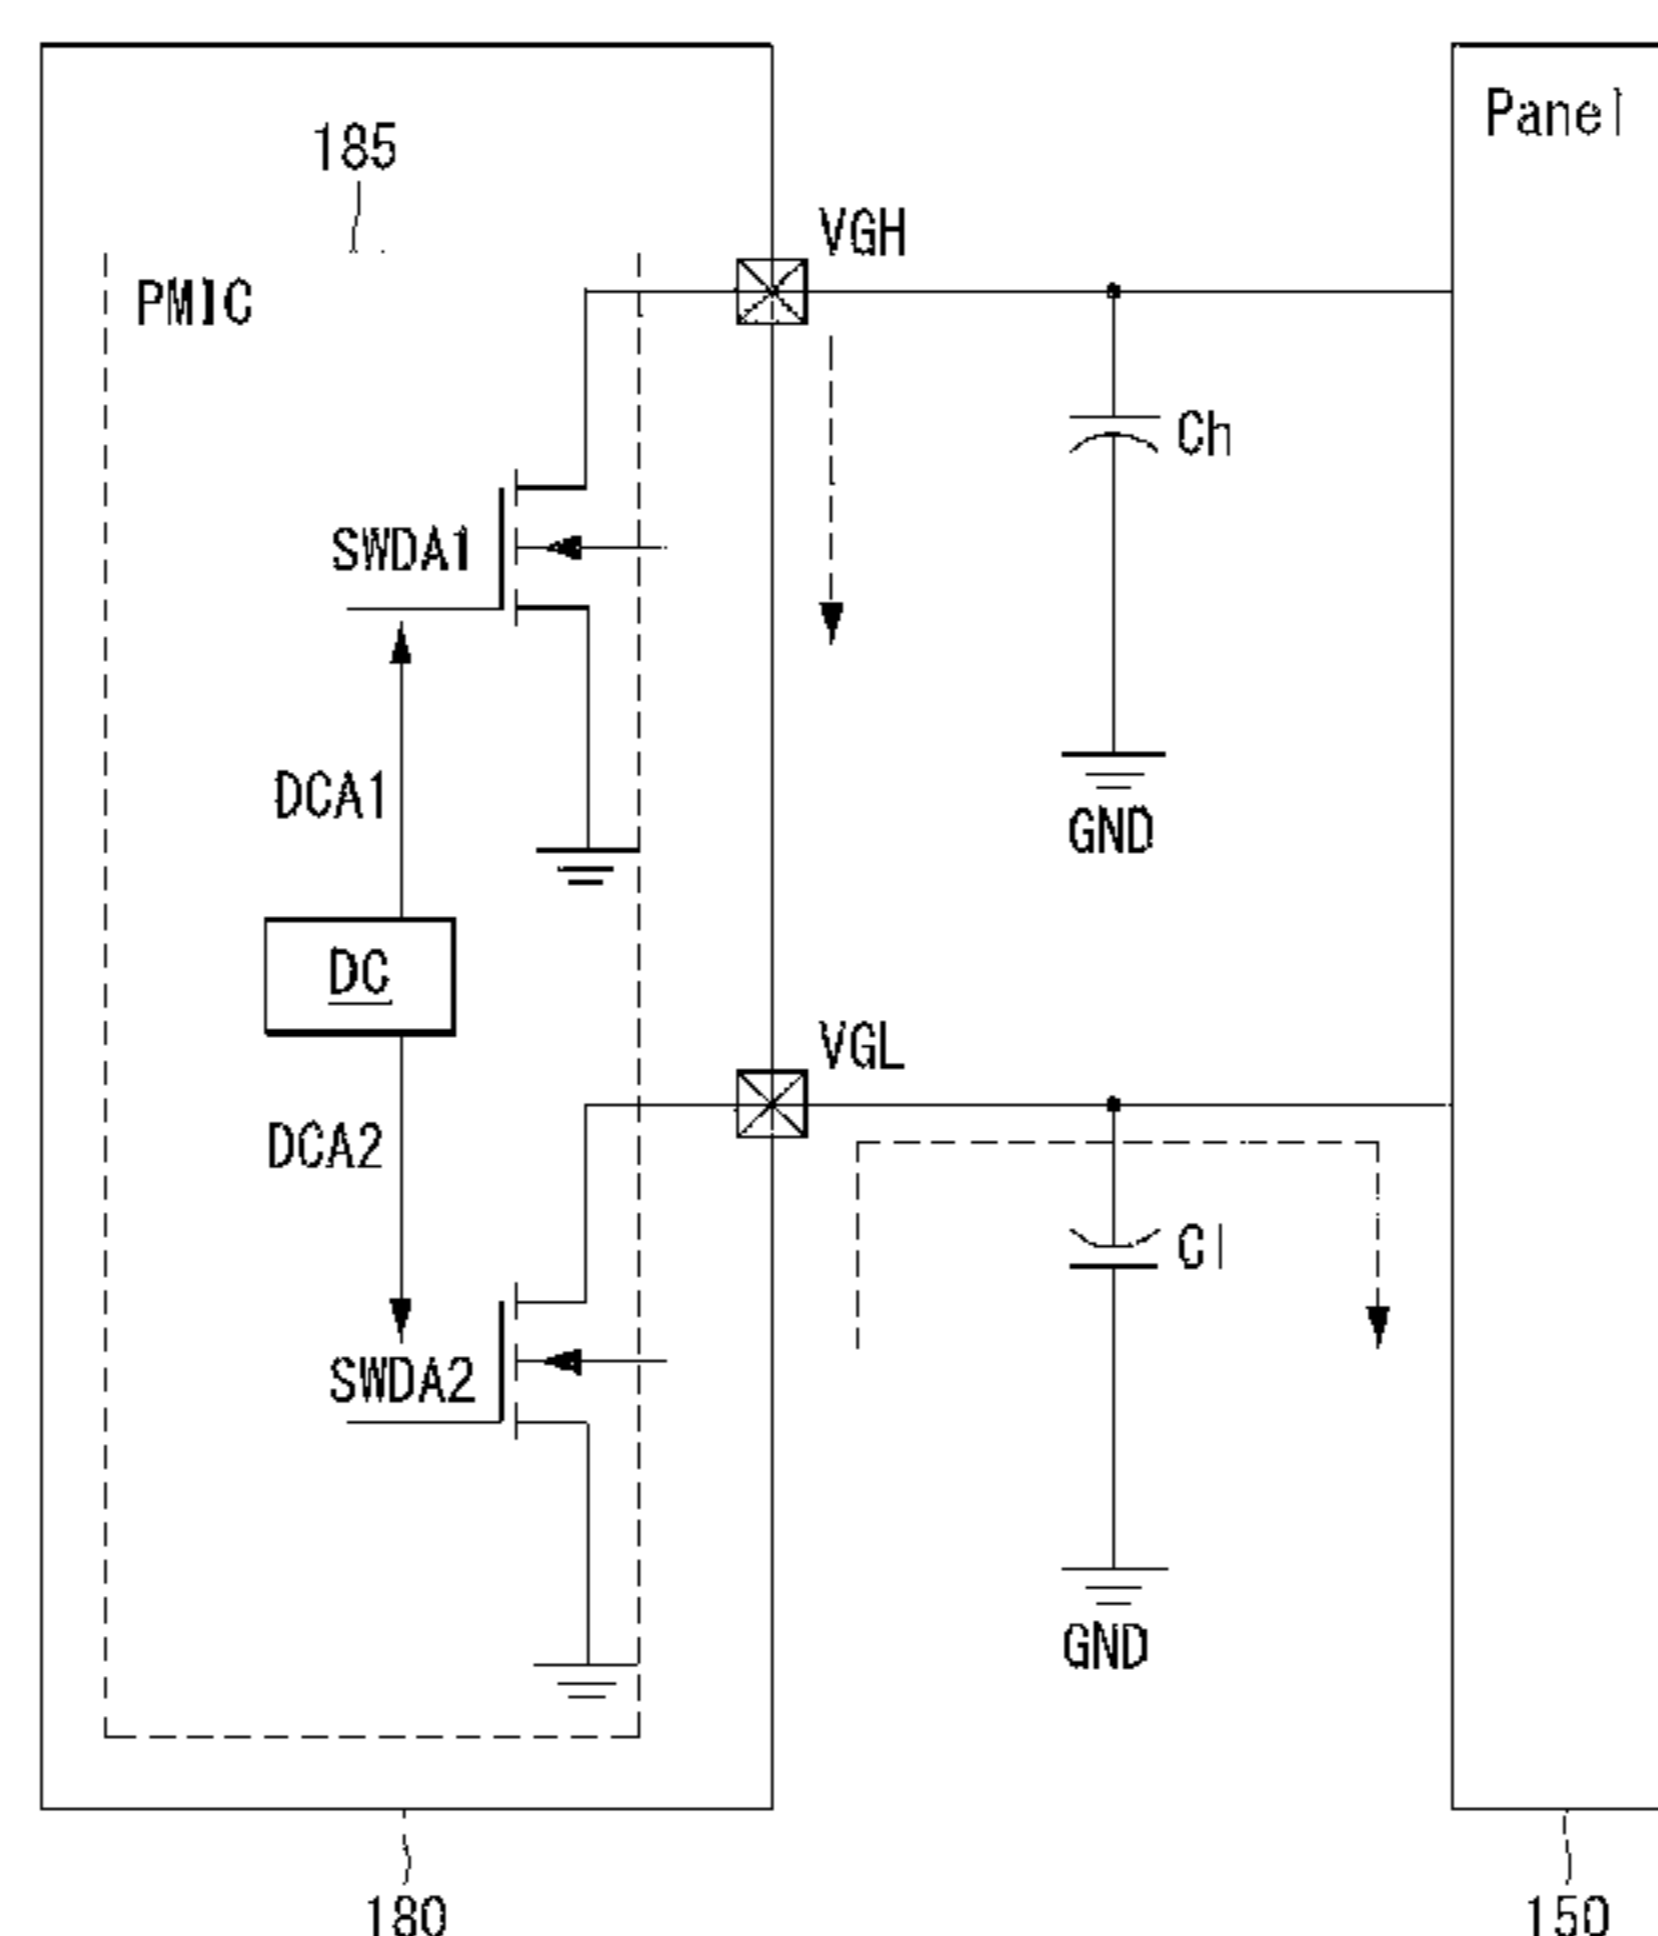 Panel
185
VGH
PMIC
Ch
SWDA1
DCA1
GND
DC
VGL
DCA2
Cl
SWDA2
GND
180
150